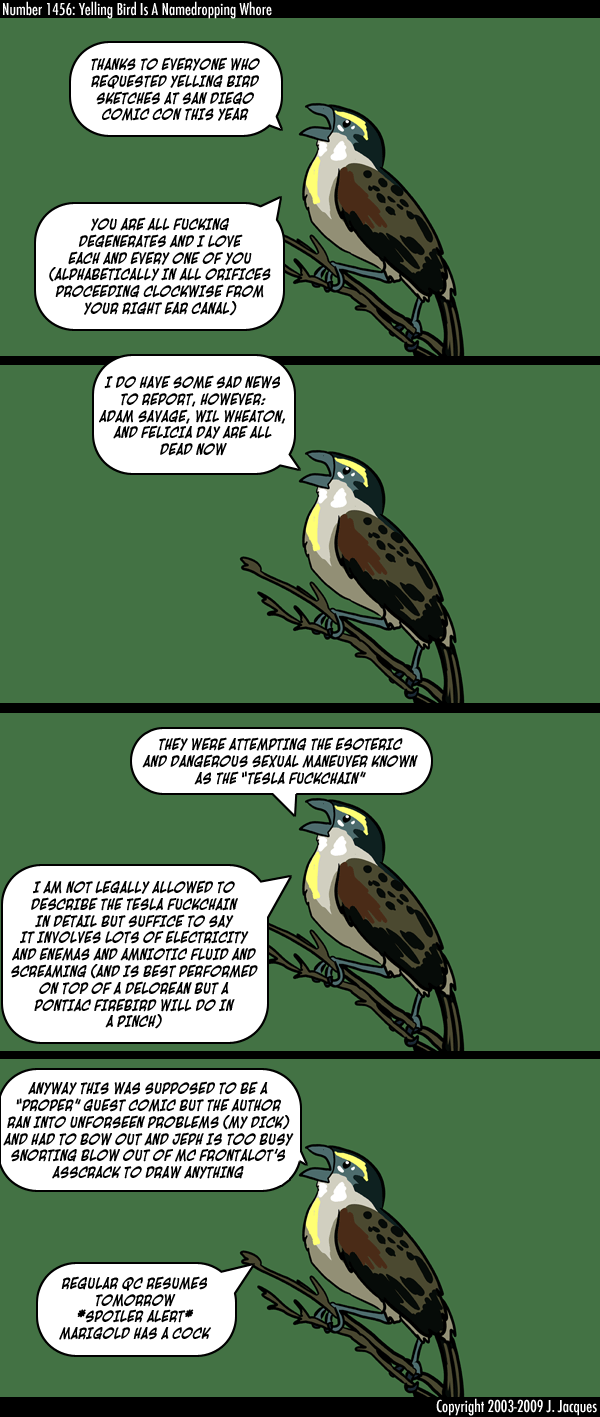 Number 1456: Yelling Bird Is A Namedropping Whore
THANKS TO EVERYONE WHO
REQUESTED YELLING BIRD
SKETCHES AT SAN DIEGO
COMIC CON THIS YEAR
YOU ARE ALL FUCKING
DEGENERATES AND I LOVE
EACH AND EVERY ONE OF YOU
(ALPHABETICALLY IN ALL ORIFICES
PROCEEDING CLOCKWISE FROM
YOUR RIGHT EAR CANAL)
I DO HAVE SOME SAD NEWS
TO REPORT, HOWEVER:
ADAM SAVAGE, WIL WHEATON,
AND FELICIA DAY ARE ALL
DEAD NOW
THEY WERE ATTEMPTING THE ESOTERIC
AND DANGEROUS SEXUAL MANEUVER KNOWN
AS THE "TESLA FUCKCHAIN"
I AM NOT LEGALLY ALLOWED TO
DESCRIBE THE TESLA FUCKCHAIN
IN DETAIL BUT SUFFICE TO SAY
IT INVOLVES LOTS OF ELECTRICITY
AND ENEMAS AND AMNIOTIC FLUID AND
SCREAMING (AND IS BEST PERFORMED
ON TOP OF A DELOREAN BUT A
PONTIAC FIREBIRD WILL DO IN
A PINCH)
ANYWAY THIS WAS SUPPOSED TO BE A
"PROPER" GUEST COMIC BUT THE AUTHOR
RAN INTO UNFORSEEN PROBLEMS (MY DICK)
AND HAD TO BOW OUT AND JEPH IS TOO BUSY
SNORTING BLOW OUT OF MC FRONTALOT'S
ASSCRACK TO DRAW ANYTHING
REGULAR QC RESUMES
TOMORROW
*SPOILER ALERT*
MARIGOLD HAS A COCK
Copyright 2003-2009 J. Jacques